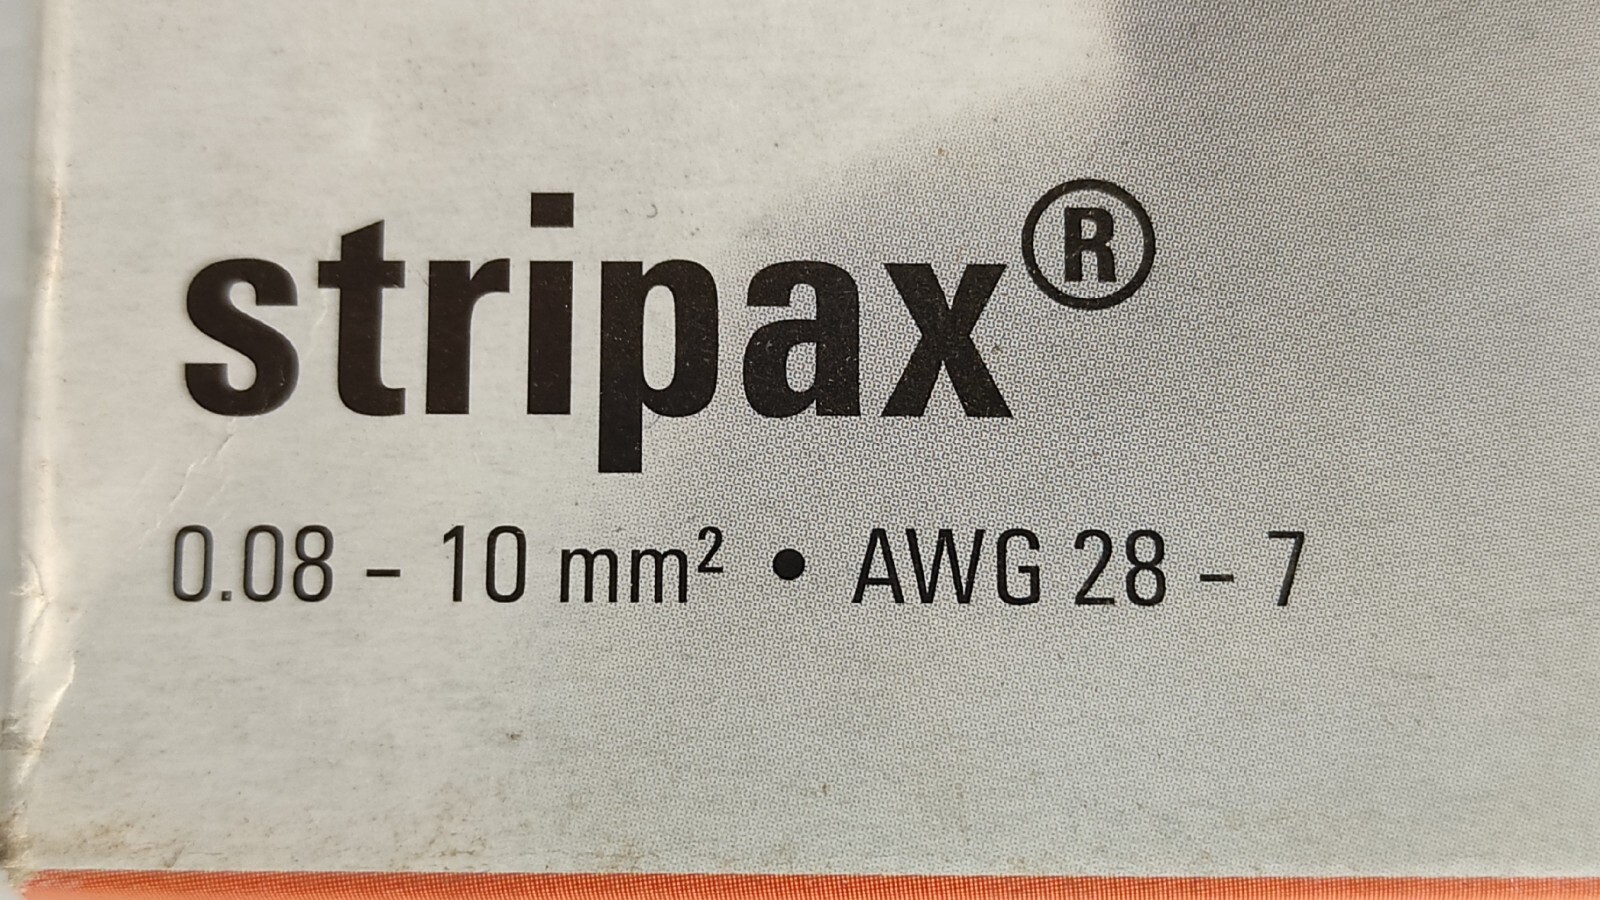 stripax®
0.08 – 10 mm² • AWG 28 – 7